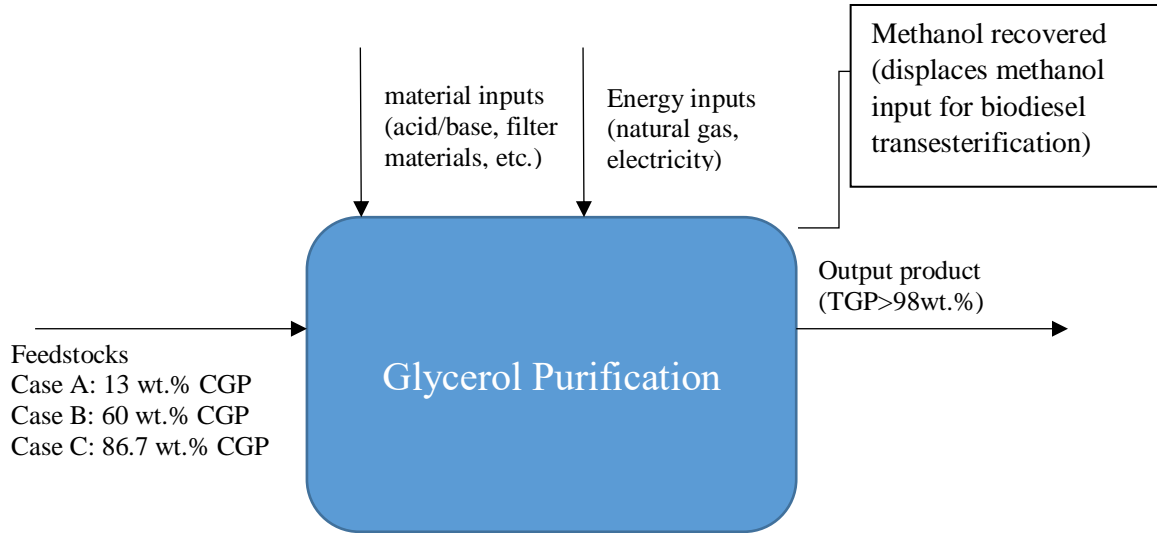 material inputs
(acid/base, filter
materials, etc.)
Energy inputs
(natural gas,
electricity)
Methanol recovered
(displaces methanol
input for biodiesel
transesterification)
Output product
(TGP>98wt.%)
Feedstocks
Case A: 13 wt.% CGP
Case B: 60 wt.% CGP
Case C: 86.7 wt.% CGP
Glycerol Purification